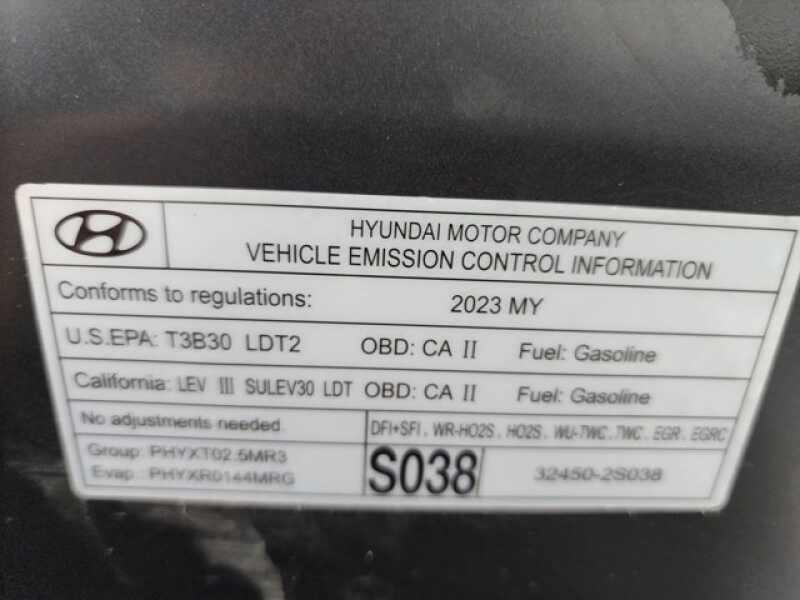 HYUNDAI MOTOR COMPANY
VEHICLE EMISSION CONTROL INFORMATION
Conforms to regulations: 2023 MY
U.S.EPA: T3B30 LDT2 OBD: CA II Fuel: Gasoline
California: LEV III SULEV30 LDT OBD: CA II Fuel: Gasoline
No adjustments needed. DFI+SFI, WR-HO2S, HO2S, WU-TWC, TWC, EGR, EGRC
Group: PHYXT02.5MR3
Evap: PHYXR0144MRG
S038
32450-2S038